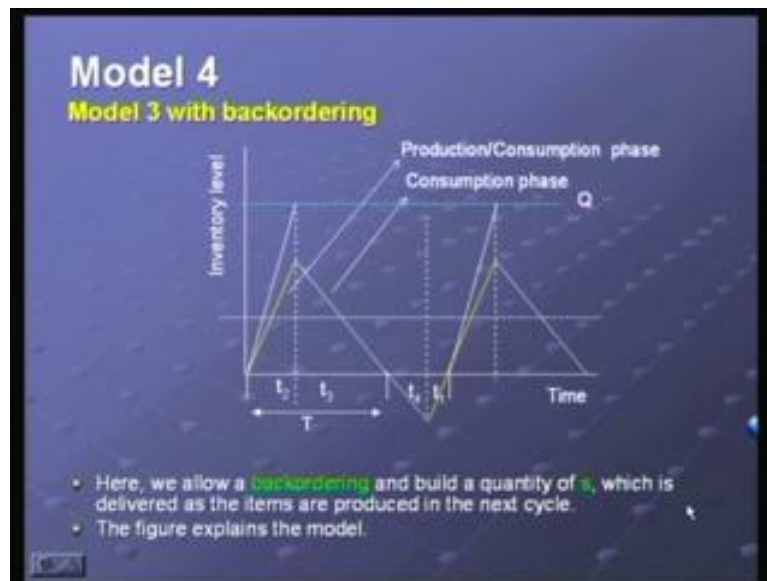 Model 4
Model 3 with backordering
Production/Consumption phase
Consumption phase
Q
Inventory level
t₂ t₃ t₄ t₁
Time
T
Here, we allow a backordering and build a quantity of s, which is
delivered as the items are produced in the next cycle.
The figure explains the model.